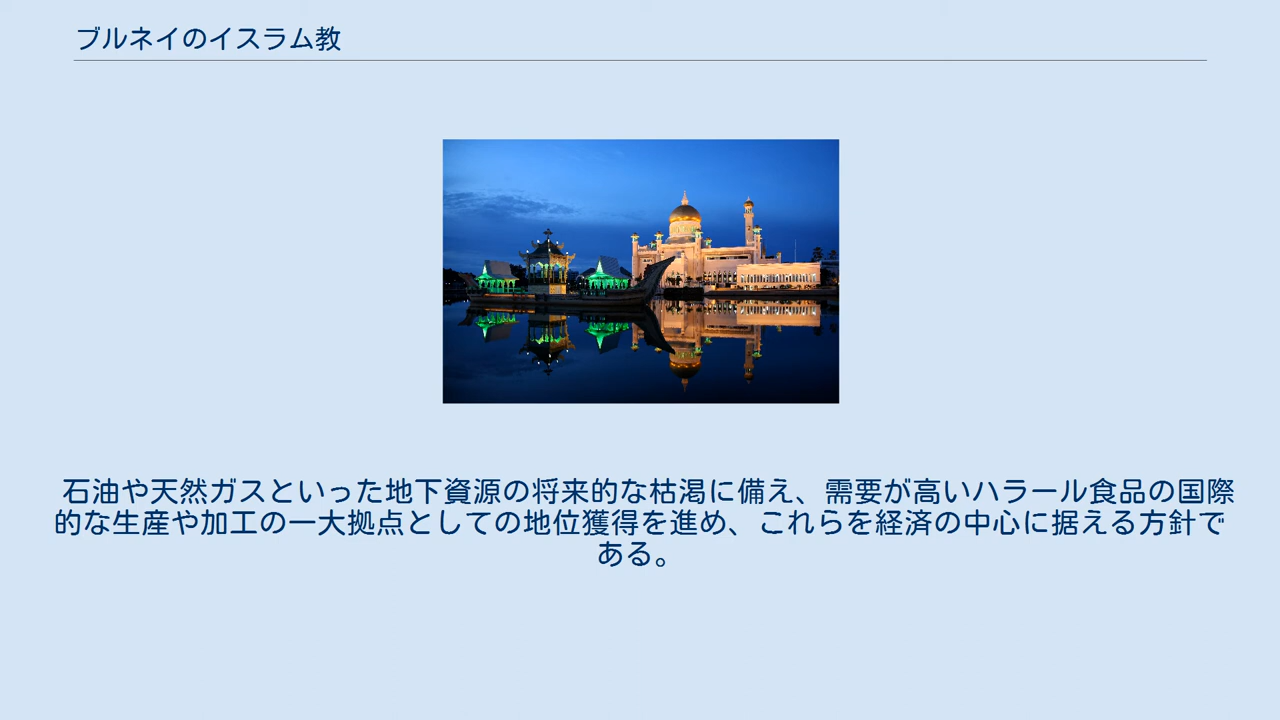 ブルネイのイスラム教
石油や天然ガスといった地下資源の将来的な枯渇に備え、需要が高いハラール食品の国際
的な生産や加工の一大拠点としての地位獲得を進め、これらを経済の中心に据える方針で
ある。